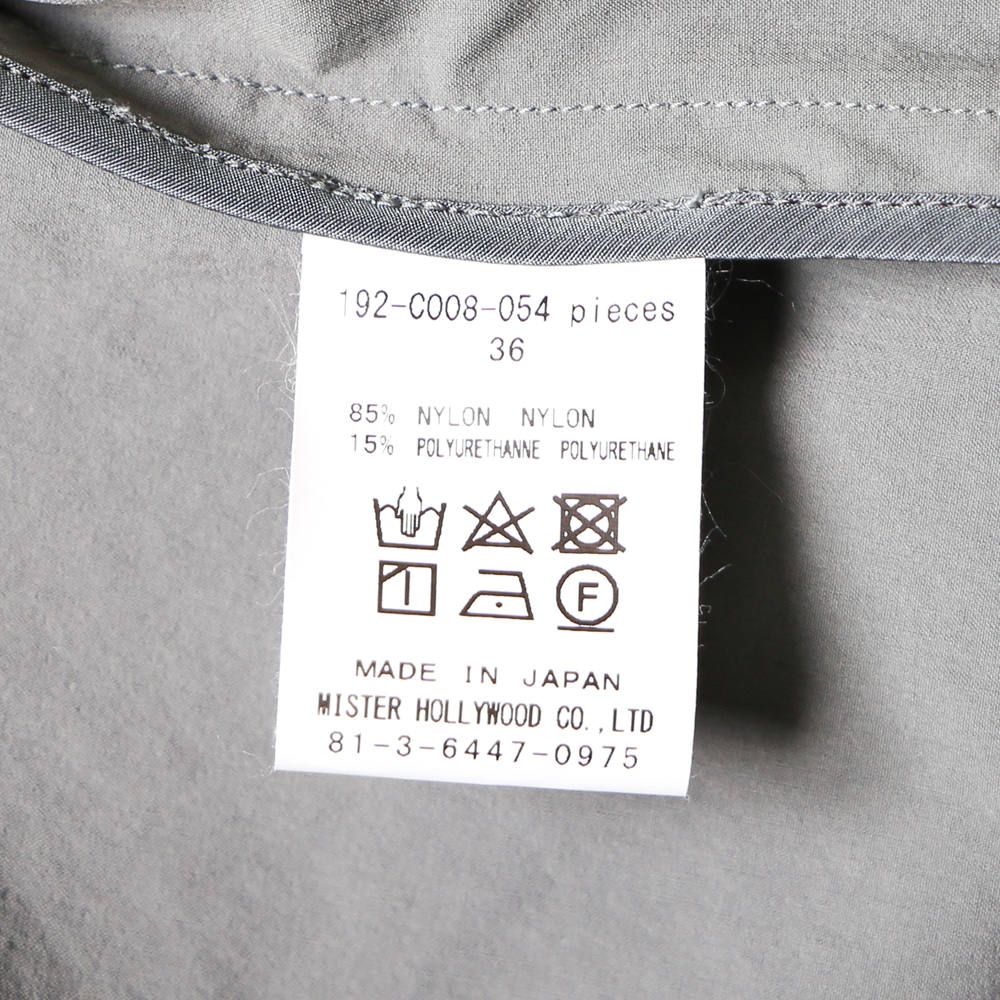 192-C008-054 pieces
36
85% NYLON NYLON
15% POLYURETHANNE POLYURETHANE
F
MADE IN JAPAN
MISTER HOLLYWOOD CO.,LTD
81-3-6447-0975